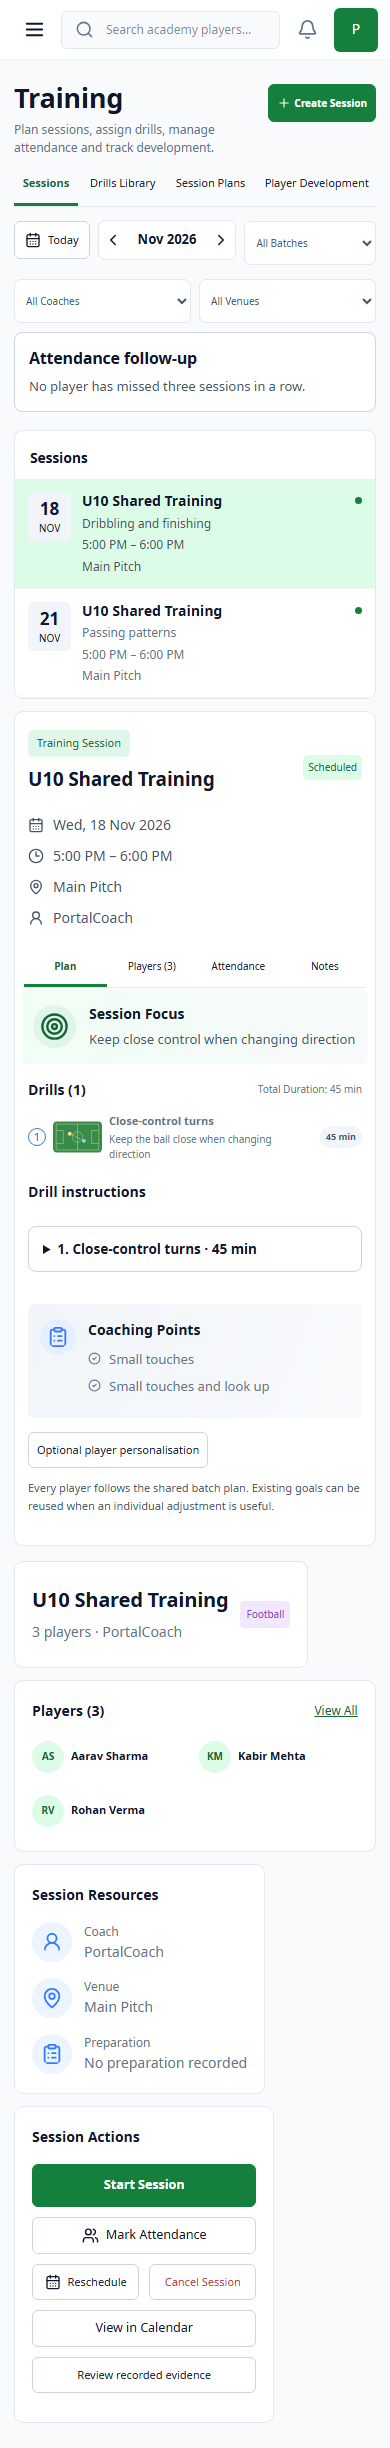 Search academy players...
P
Training
Create Session
Plan sessions, assign drills, manage
attendance and track development.
Sessions
Drills Library
Session Plans
Player Development
Today
Nov 2026
All Batches
All Coaches
All Venues
Attendance follow-up
No player has missed three sessions in a row.
Sessions
18
NOV
U10 Shared Training
Dribbling and finishing
5:00 PM – 6:00 PM
Main Pitch
21
NOV
U10 Shared Training
Passing patterns
5:00 PM – 6:00 PM
Main Pitch
Training Session
U10 Shared Training
Scheduled
Wed, 18 Nov 2026
5:00 PM – 6:00 PM
Main Pitch
PortalCoach
Plan
Players (3)
Attendance
Notes
Session Focus
Keep close control when changing direction
Drills (1)
Total Duration: 45 min
1
Close-control turns
Keep the ball close when changing
direction
45 min
Drill instructions
1. Close-control turns · 45 min
Coaching Points
Small touches
Small touches and look up
Optional player personalisation
Every player follows the shared batch plan. Existing goals can be
reused when an individual adjustment is useful.
U10 Shared Training
Football
3 players · PortalCoach
Players (3)
View All
AS
Aarav Sharma
KM
Kabir Mehta
RV
Rohan Verma
Session Resources
Coach
PortalCoach
Venue
Main Pitch
Preparation
No preparation recorded
Session Actions
Start Session
Mark Attendance
Reschedule
Cancel Session
View in Calendar
Review recorded evidence